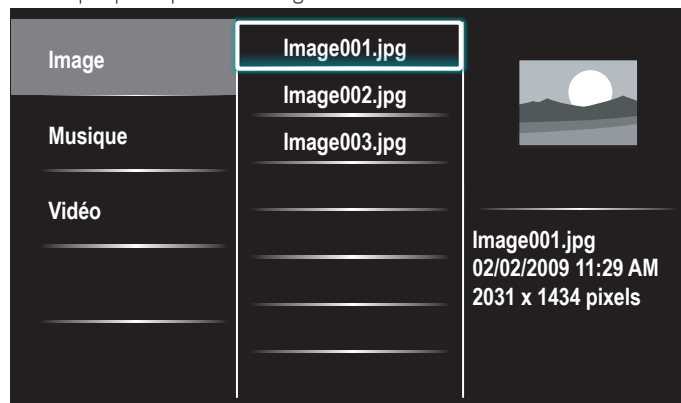 Image
Musique
Vidéo
Image001.jpg
Image002.jpg
Image003.jpg
Image001.jpg
02/02/2009 11:29 AM
2031 x 1434 pixels